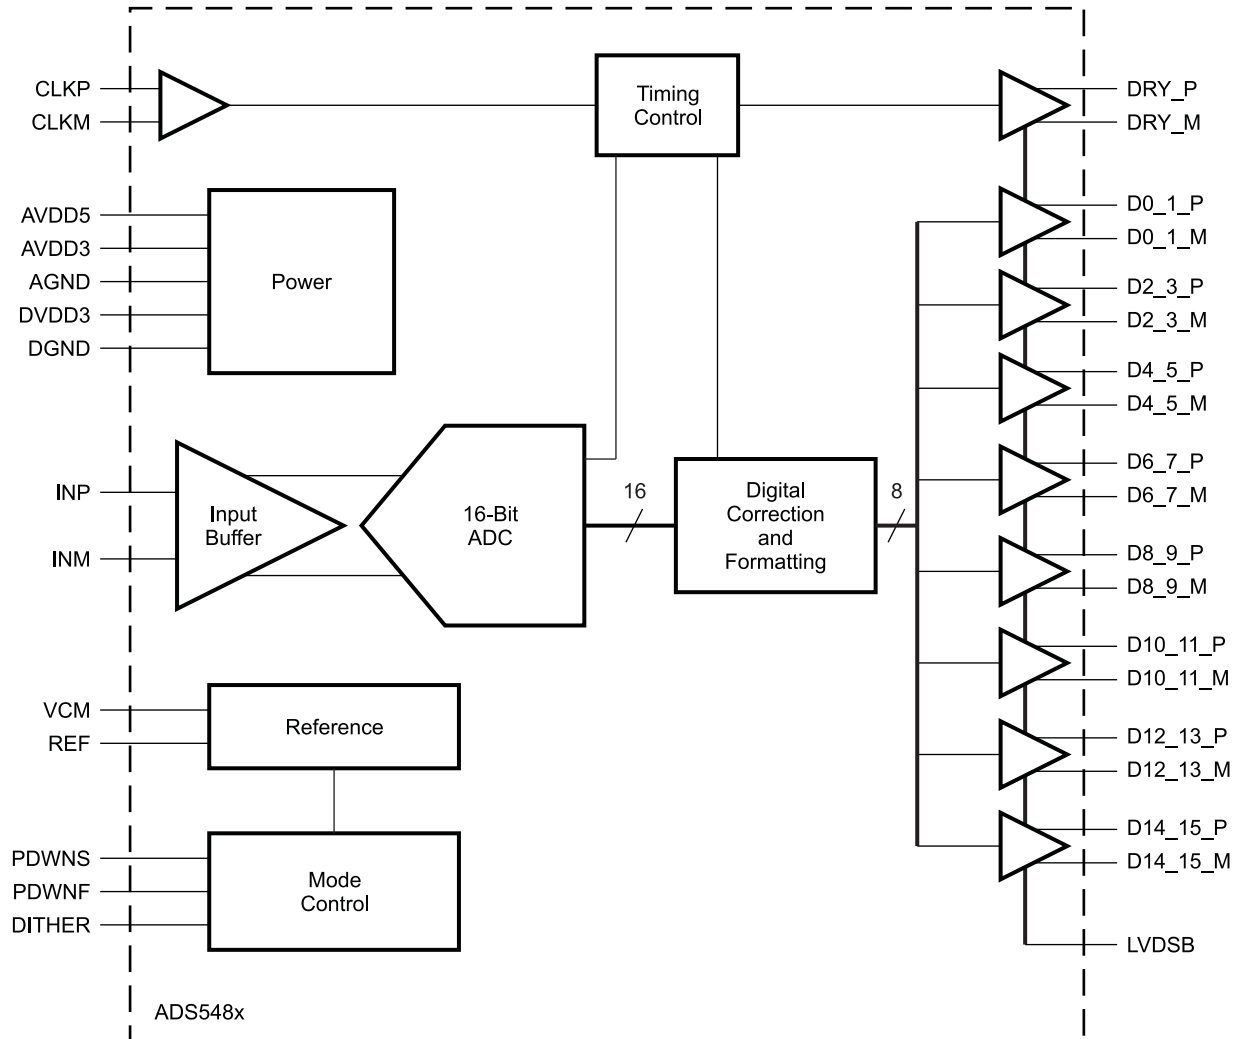 CLKP
CLKM
Timing
Control
DRY_P
DRY_M
AVDD5
AVDD3
AGND
DVDD3
DGND
Power
D0_1_P
D0_1_M
D2_3_P
D2_3_M
D4_5_P
D4_5_M
INP
INM
Input
Buffer
16-Bit
ADC
16
Digital
Correction
and
Formatting
8
D6_7_P
D6_7_M
D8_9_P
D8_9_M
D10_11_P
D10_11_M
VCM
REF
Reference
D12_13_P
D12_13_M
PDWNS
PDWNF
DITHER
Mode
Control
D14_15_P
D14_15_M
LVDSB
ADS548x